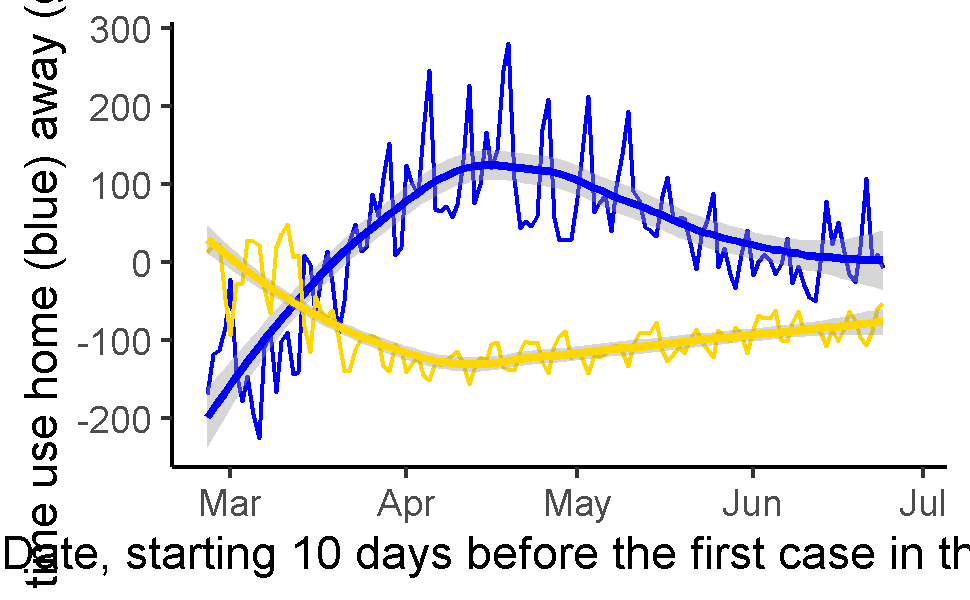 time use home (blue) away (
300
200
100
0
-100
-200
Mar Apr May Jun Jul
Date, starting 10 days before the first case in th